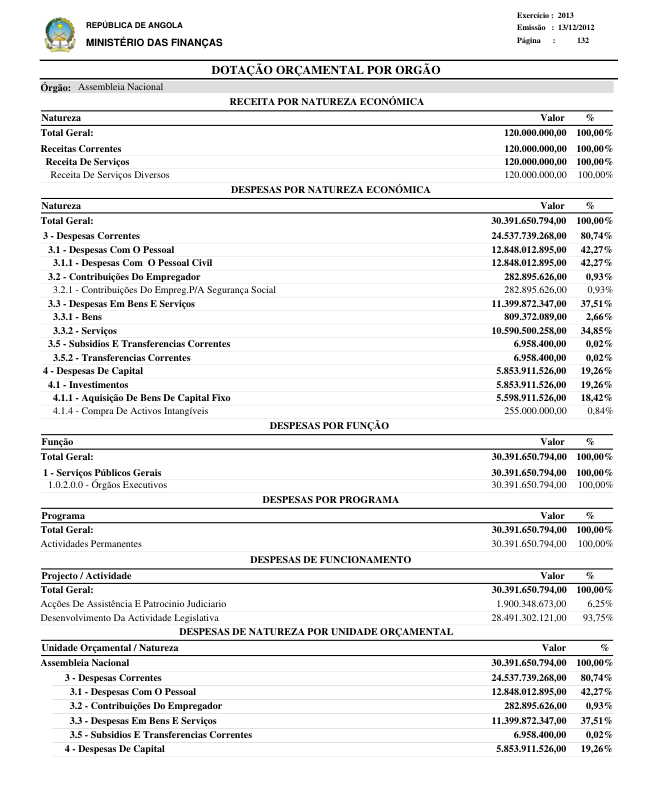 REPÚBLICA DE ANGOLA
MINISTÉRIO DAS FINANÇAS
Exercício : 2013
Emissão : 13/12/2012
Página : 132
DOTAÇÃO ORÇAMENTAL POR ORGÃO
Órgão: Assembleia Nacional
RECEITA POR NATUREZA ECONÓMICA
Natureza Valor %
Total Geral: 120.000.000,00 100,00%
Receitas Correntes 120.000.000,00 100,00%
Receita De Serviços 120.000.000,00 100,00%
Receita De Serviços Diversos 120.000.000,00 100,00%
DESPESAS POR NATUREZA ECONÓMICA
Natureza Valor %
Total Geral: 30.391.650.794,00 100,00%
3 - Despesas Correntes 24.537.739.268,00 80,74%
3.1 - Despesas Com O Pessoal 12.848.012.895,00 42,27%
3.1.1 - Despesas Com O Pessoal Civil 12.848.012.895,00 42,27%
3.2 - Contribuições Do Empregador 282.895.626,00 0,93%
3.2.1 - Contribuições Do Empreg.P/A Segurança Social 282.895.626,00 0,93%
3.3 - Despesas Em Bens E Serviços 11.399.872.347,00 37,51%
3.3.1 - Bens 809.372.089,00 2,66%
3.3.2 - Serviços 10.590.500.258,00 34,85%
3.5 - Subsidios E Transferencias Correntes 6.958.400,00 0,02%
3.5.2 - Transferencias Correntes 6.958.400,00 0,02%
4 - Despesas De Capital 5.853.911.526,00 19,26%
4.1 - Investimentos 5.853.911.526,00 19,26%
4.1.1 - Aquisição De Bens De Capital Fixo 5.598.911.526,00 18,42%
4.1.4 - Compra De Activos Intangíveis 255.000.000,00 0,84%
DESPESAS POR FUNÇÃO
Função Valor %
Total Geral: 30.391.650.794,00 100,00%
1 - Serviços Públicos Gerais 30.391.650.794,00 100,00%
1.0.2.0.0 - Órgãos Executivos 30.391.650.794,00 100,00%
DESPESAS POR PROGRAMA
Programa Valor %
Total Geral: 30.391.650.794,00 100,00%
Actividades Permanentes 30.391.650.794,00 100,00%
DESPESAS DE FUNCIONAMENTO
Projecto / Actividade Valor %
Total Geral: 30.391.650.794,00 100,00%
Acções De Assistência E Patrocinio Judiciario 1.900.348.673,00 6,25%
Desenvolvimento Da Actividade Legislativa 28.491.302.121,00 93,75%
DESPESAS DE NATUREZA POR UNIDADE ORÇAMENTAL
Unidade Orçamental / Natureza Valor %
Assembleia Nacional 30.391.650.794,00 100,00%
3 - Despesas Correntes 24.537.739.268,00 80,74%
3.1 - Despesas Com O Pessoal 12.848.012.895,00 42,27%
3.2 - Contribuições Do Empregador 282.895.626,00 0,93%
3.3 - Despesas Em Bens E Serviços 11.399.872.347,00 37,51%
3.5 - Subsidios E Transferencias Correntes 6.958.400,00 0,02%
4 - Despesas De Capital 5.853.911.526,00 19,26%